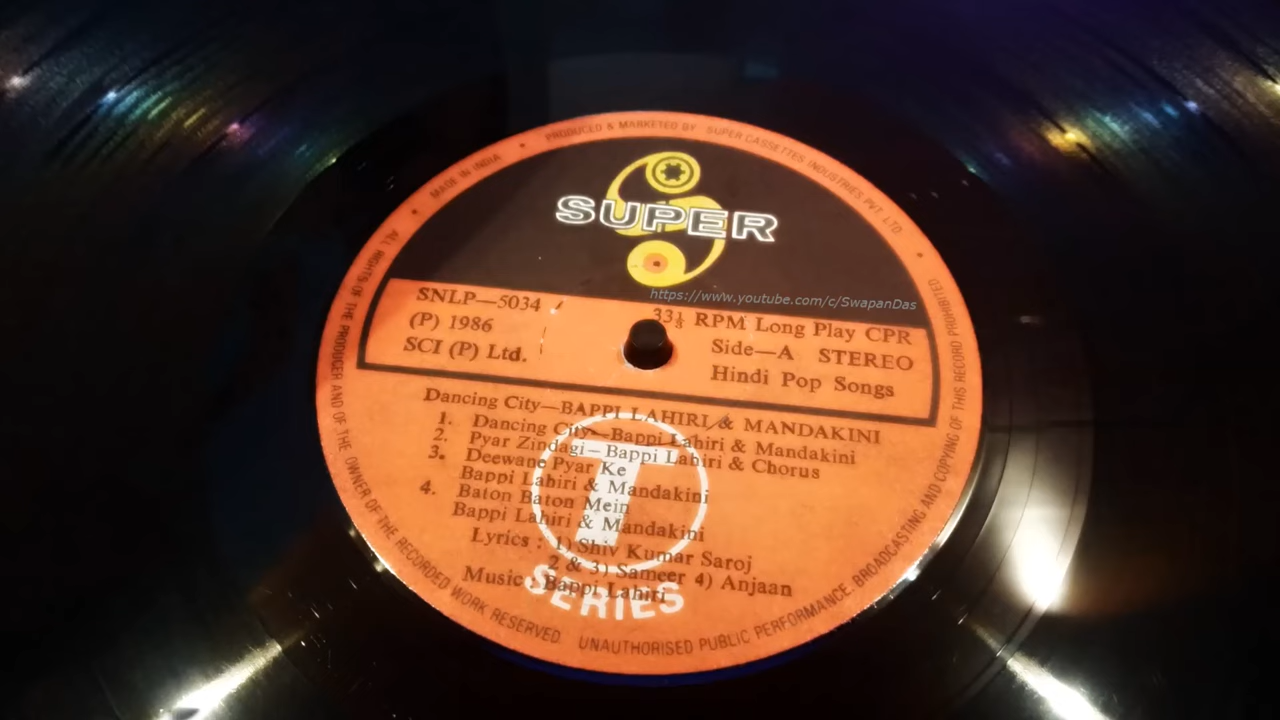 ALL RIGHTS OF THE PRODUCER AND OF THE OWNER OF THE RECORDED WORK RESERVED. UNAUTHORISED PUBLIC PERFORMANCE. BROADCASTING AND COPYING OF THIS RECORD PROHIBITED
• MADE IN INDIA • PRODUCED & MARKETED BY SUPER CASSETTES INDUSTRIES PVT. LTD. •
SUPER
https://www.youtube.com/c/SwapanDas
SNLP—5034
(P) 1986
SCI (P) Ltd.
33⅓ RPM Long Play CPR
Side—A STEREO
Hindi Pop Songs
Dancing City—BAPPI LAHIRI & MANDAKINI
1. Dancing City—Bappi Lahiri & Mandakini
2. Pyar Zindagi—Bappi Lahiri & Chorus
3. Deewane Pyar Ke
Bappi Lahiri & Mandakini
4. Baton Baton Mein
Bappi Lahiri & Mandakini
Lyrics : 1) Shiv Kumar Saroj
2 & 3) Sameer 4) Anjaan
Music : Bappi Lahiri
T
SERIES